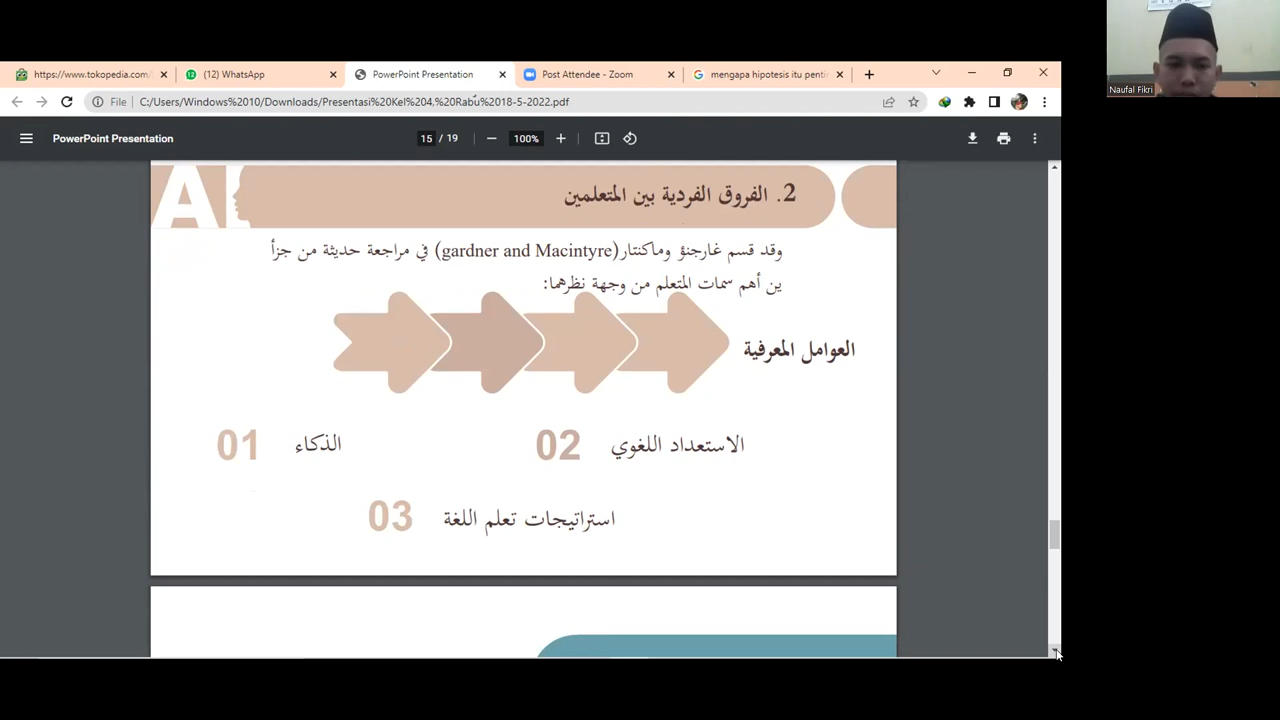 https://www.tokopedia.com/
(12) WhatsApp
PowerPoint Presentation
Post Attendee - Zoom
mengapa hipotesis itu penti
File
C:/Users/Windows%2010/Downloads/Presentasi%20Kel%204.%20Rabu%2018-5-2022.pdf
PowerPoint Presentation
15 / 19
100%
Naufal Fikri
2. الفروق الفردية بين المتعلمين
وقد قسم غارجنؤ وماكنتار(gardner and Macintyre) في مراجعة حديثة من جزأ
ين أهم سمات المتعلم من وجهة نظرهما:
العوامل المعرفية
01 الذكاء
02 الاستعداد اللغوي
03 استراتيجات تعلم اللغة